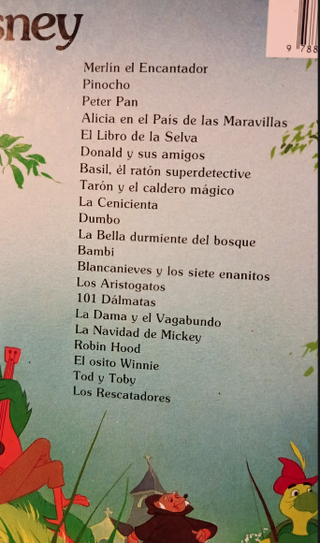 sney
9 788
Merlín el Encantador
Pinocho
Peter Pan
Alicia en el País de las Maravillas
El Libro de la Selva
Donald y sus amigos
Basil, él ratón superdetective
Tarón y el caldero mágico
La Cenicienta
Dumbo
La Bella durmiente del bosque
Bambi
Blancanieves y los siete enanitos
Los Aristogatos
101 Dálmatas
La Dama y el Vagabundo
La Navidad de Mickey
Robin Hood
El osito Winnie
Tod y Toby
Los Rescatadores